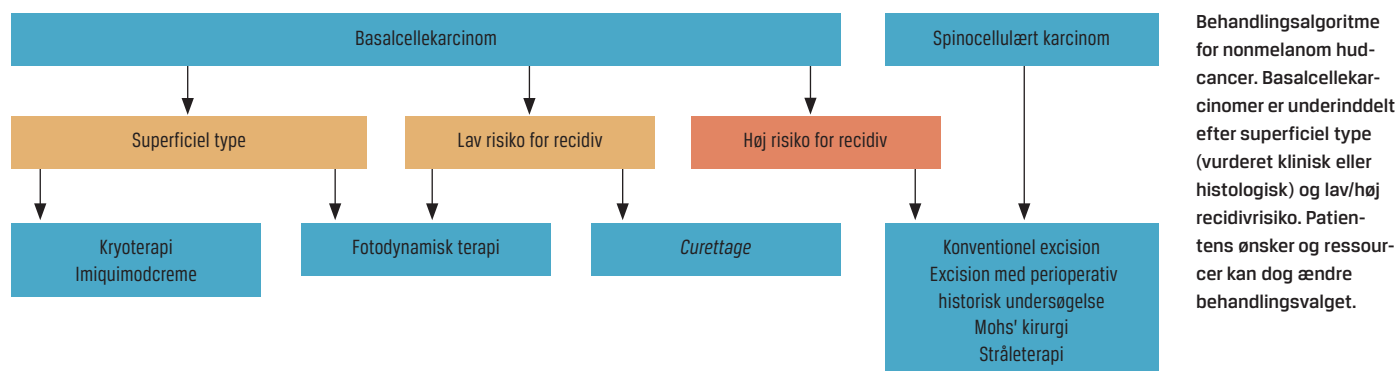 Basalcellekarcinom
Spinocellulært karcinom
Superficiel type
Lav risiko for recidiv
Høj risiko for recidiv
Kryoterapi
Imiquimodcreme
Fotodynamisk terapi
Curettage
Konventionel excision
Excision med perioperativ
historisk undersøgelse
Mohs' kirurgi
Stråleterapi
Behandlingsalgoritme
for nonmelanom hud-
cancer. Basalcellekar-
cinomer er underinddelt
efter superficiel type
(vurderet klinisk eller
histologisk) og lav/høj
recidivrisiko. Patien-
tens ønsker og ressour-
cer kan dog ændre
behandlingsvalget.